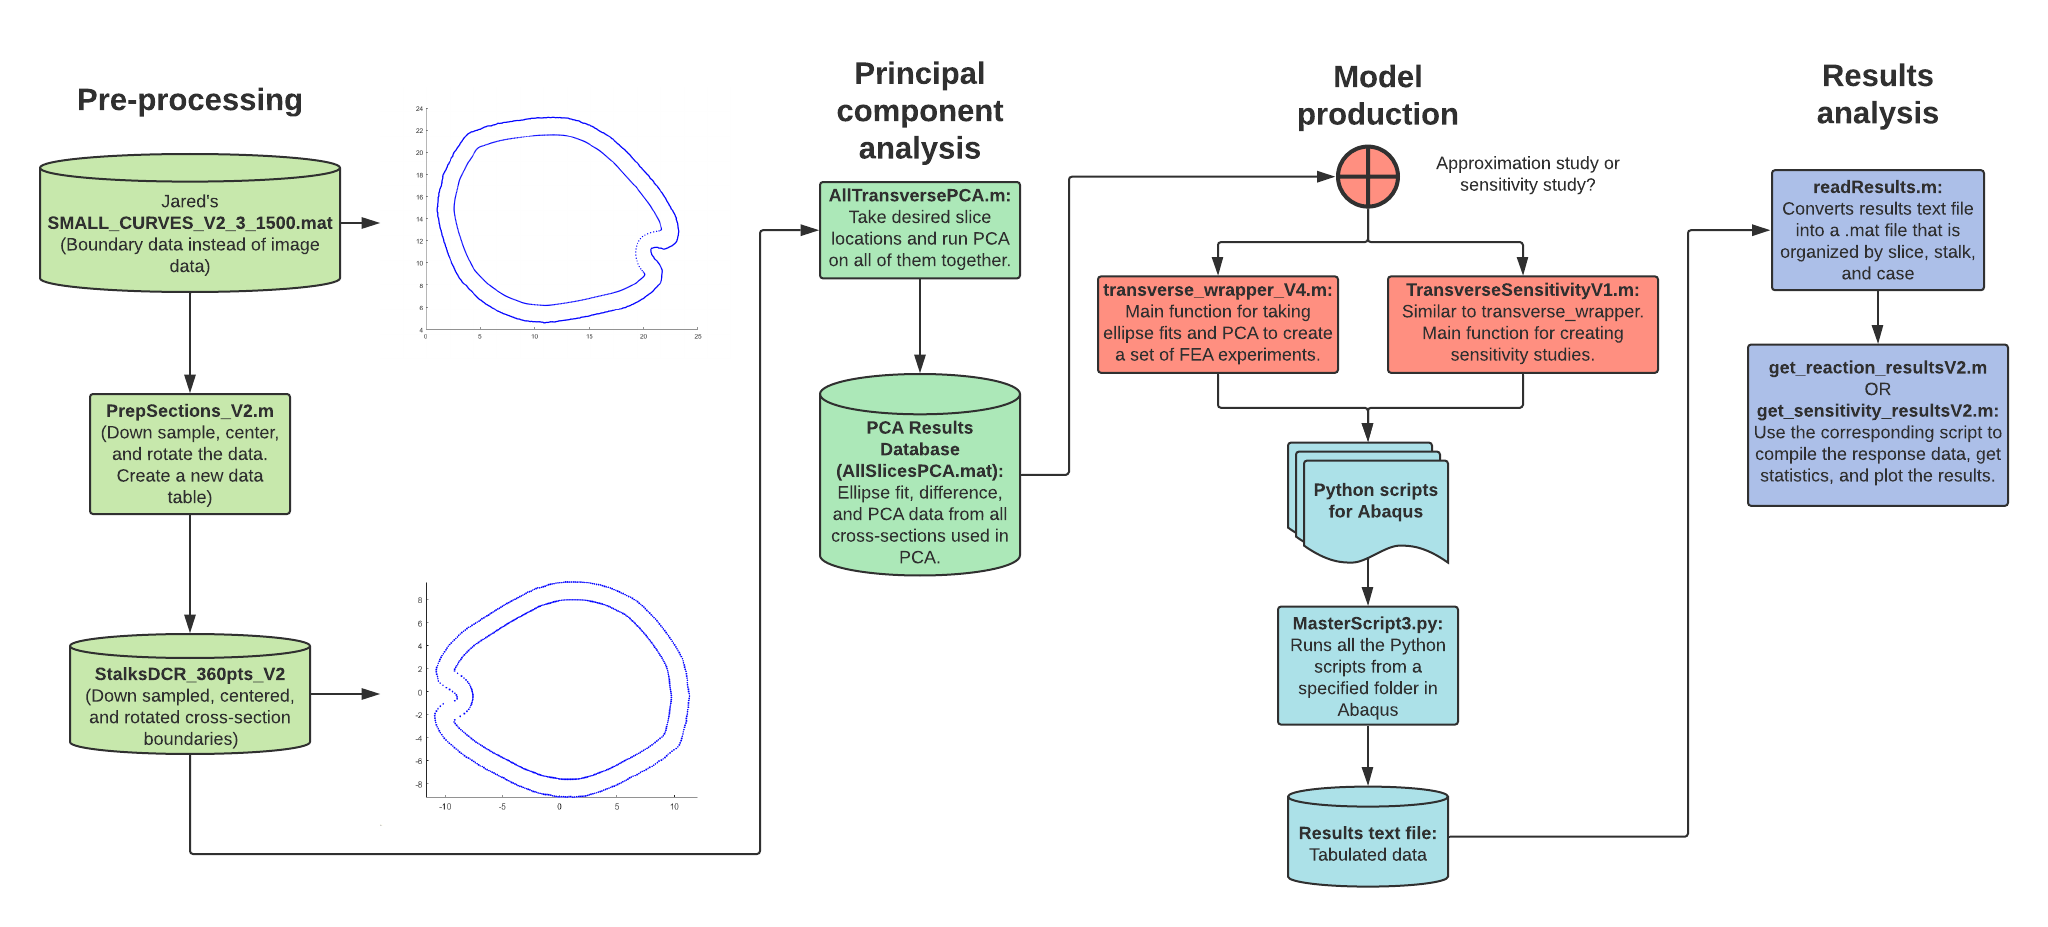 Pre-processing
Jared's
SMALL_CURVES_V2_3_1500.mat
(Boundary data instead of image
data)
PrepSections_V2.m
(Down sample, center,
and rotate the data.
Create a new data
table)
StalksDCR_360pts_V2
(Down sampled, centered,
and rotated cross-section
boundaries)
24
22
20
18
16
14
12
10
8
6
4
0
5
10
15
20
25
8
6
4
2
0
-2
-4
-6
-8
-10
-5
0
5
10
Principal
component
analysis
AllTransversePCA.m:
Take desired slice
locations and run PCA
on all of them together.
PCA Results
Database
(AllSlicesPCA.mat):
Ellipse fit, difference,
and PCA data from all
cross-sections used in
PCA.
Model
production
Approximation study or
sensitivity study?
transverse_wrapper_V4.m:
Main function for taking
ellipse fits and PCA to create
a set of FEA experiments.
TransverseSensitivityV1.m:
Similar to transverse_wrapper.
Main function for creating
sensitivity studies.
Python scripts
for Abaqus
MasterScript3.py:
Runs all the Python
scripts from a
specified folder in
Abaqus
Results text file:
Tabulated data
Results
analysis
readResults.m:
Converts results text file
into a .mat file that is
organized by slice, stalk,
and case
get_reaction_resultsV2.m
OR
get_sensitivity_resultsV2.m:
Use the corresponding script to
compile the response data, get
statistics, and plot the results.